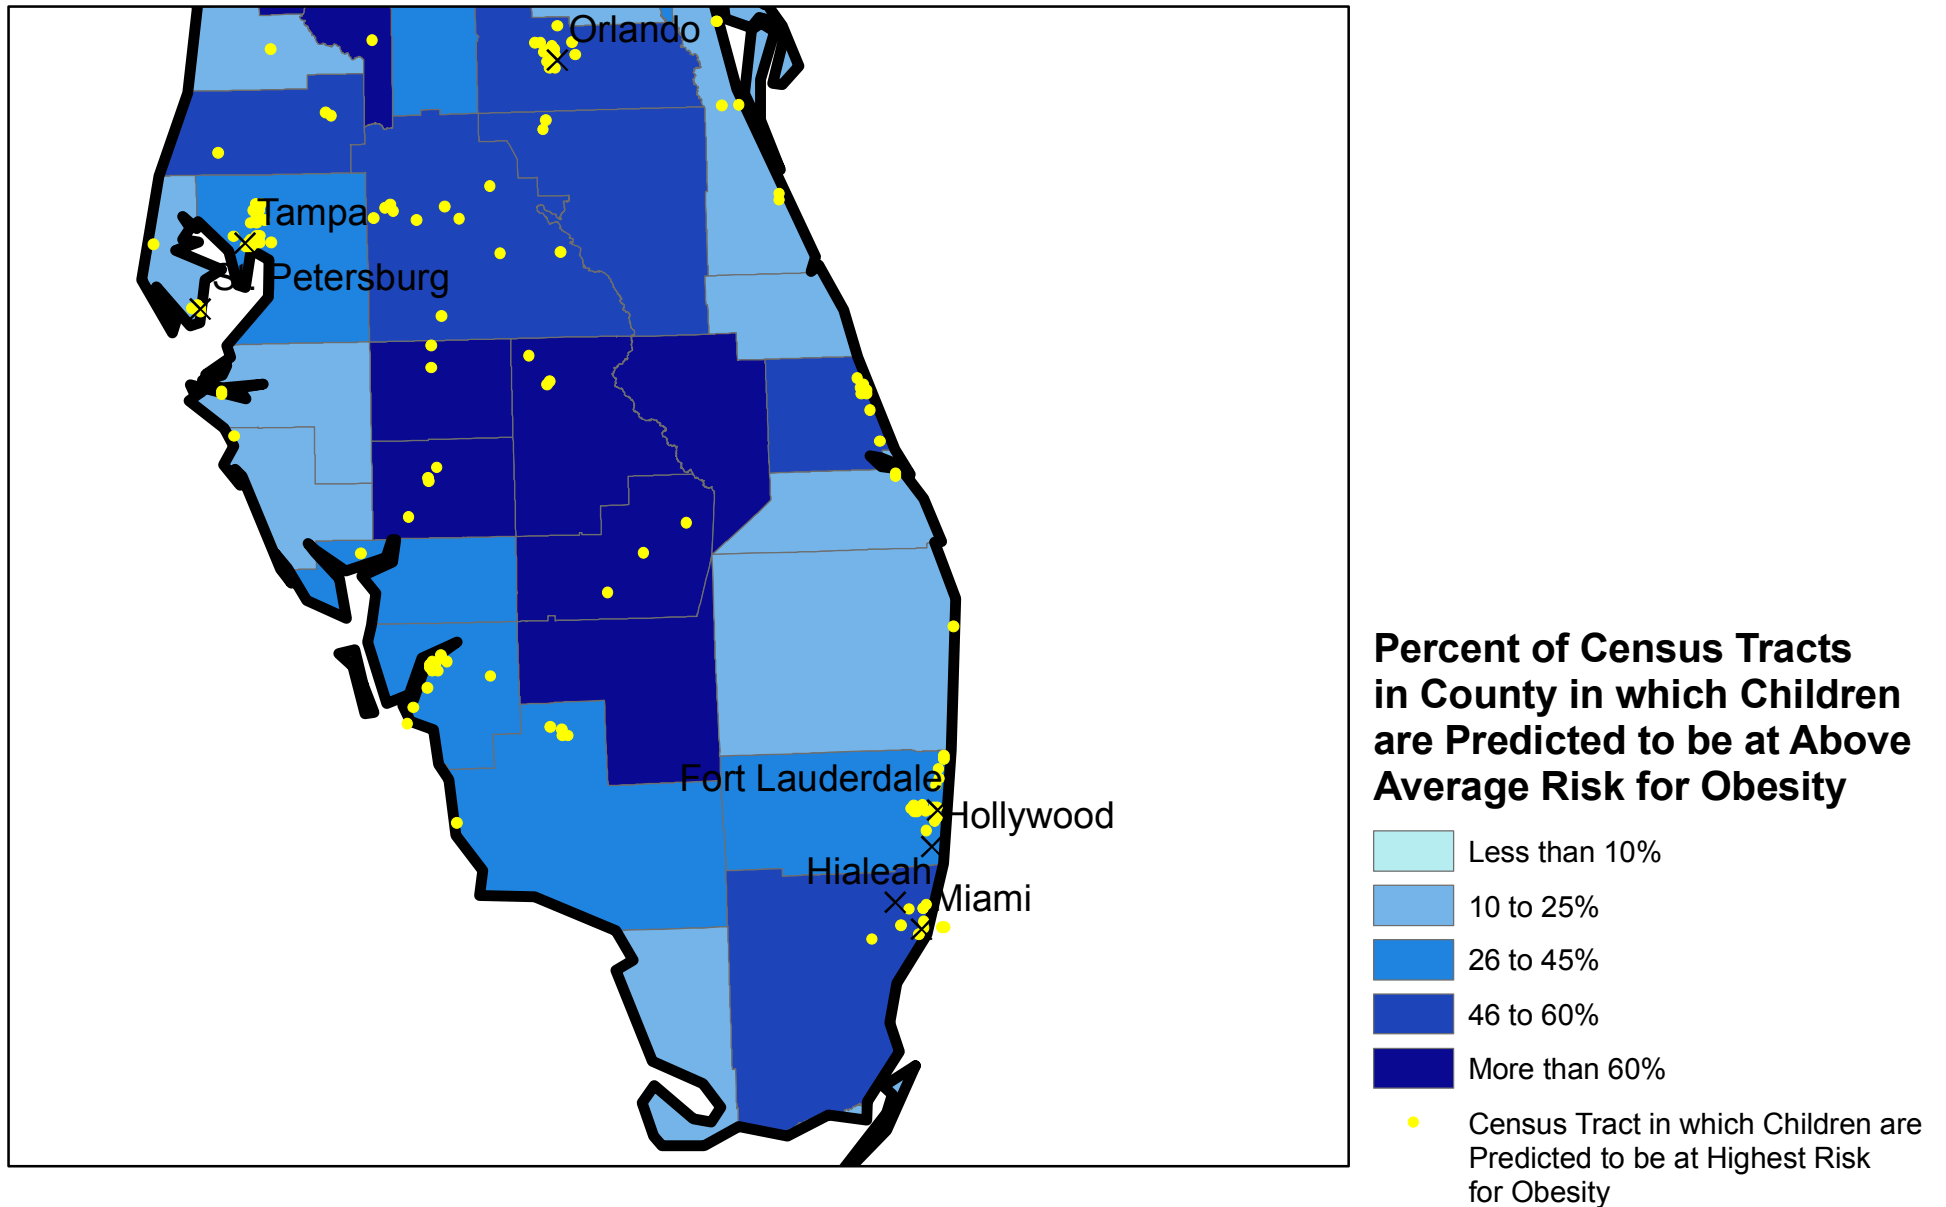 Orlando
Tampa
St. Petersburg
Fort Lauderdale
Hollywood
Hialeah
Miami
Percent of Census Tracts
in County in which Children
are Predicted to be at Above
Average Risk for Obesity
Less than 10%
10 to 25%
26 to 45%
46 to 60%
More than 60%
Census Tract in which Children are
Predicted to be at Highest Risk
for Obesity